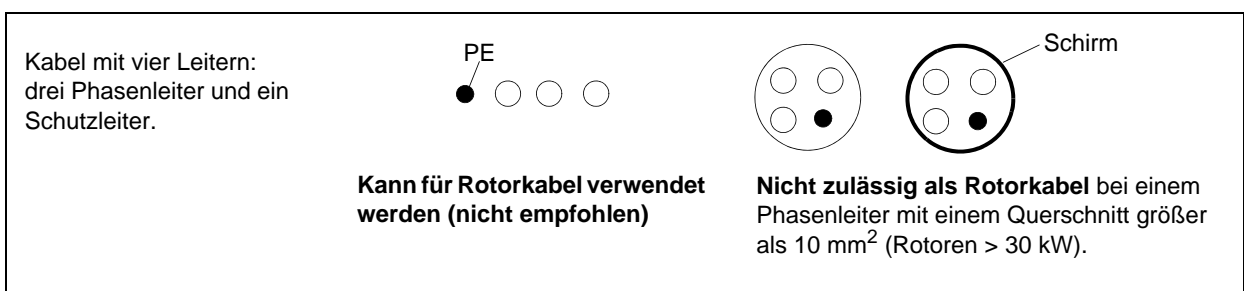 Kabel mit vier Leitern:
drei Phasenleiter und ein
Schutzleiter.
PE
Schirm
Kann für Rotorkabel verwendet
werden (nicht empfohlen)
Nicht zulässig als Rotorkabel bei einem
Phasenleiter mit einem Querschnitt größer
als 10 mm² (Rotoren > 30 kW).